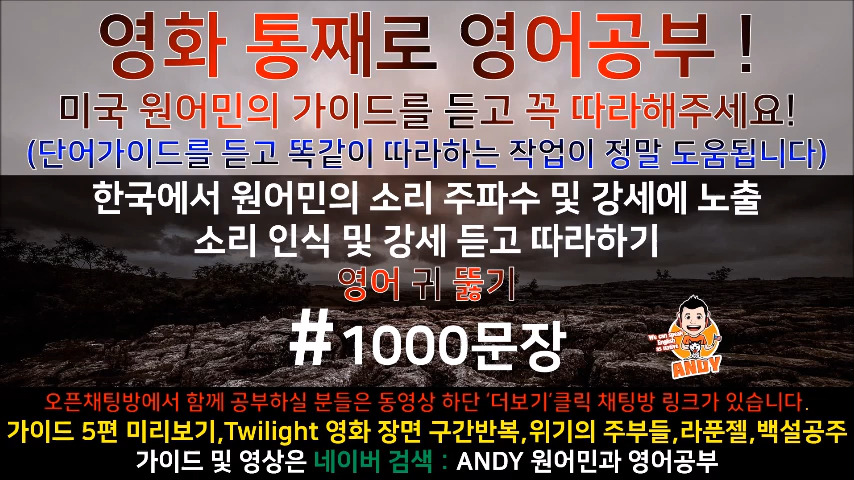 영화 통째로 영어공부 !
미국 원어민의 가이드를 듣고 꼭 따라해주세요!
(단어가이드를 듣고 똑같이 따라하는 작업이 정말 도움됩니다)
한국에서 원어민의 소리 주파수 및 강세에 노출
소리 인식 및 강세 듣고 따라하기
영어 귀 뚫기
#1000문장
We can speak
English
as native
ANDY
오픈채팅방에서 함께 공부하실 분들은 동영상 하단 '더보기'클릭 채팅방 링크가 있습니다.
가이드 5편 미리보기,Twilight 영화 장면 구간반복,위기의 주부들,라푼젤,백설공주
가이드 및 영상은 네이버 검색 : ANDY 원어민과 영어공부